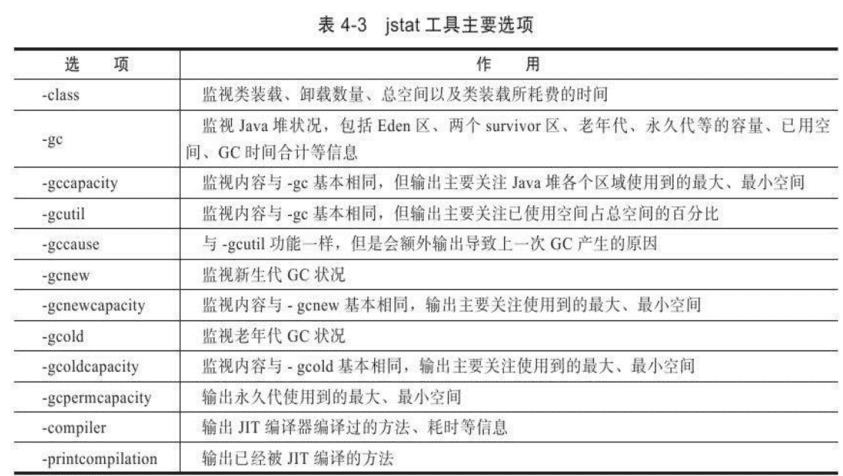 表 4-3 jstat 工具主要选项
选 项 作 用
-class 监视类装载、卸载数量、总空间以及类装载所耗费的时间
-gc 监视 Java 堆状况，包括 Eden 区、两个 survivor 区、老年代、永久代等的容量、已用空
间、GC 时间合计等信息
-gccapacity 监视内容与 -gc 基本相同，但输出主要关注 Java 堆各个区域使用到的最大、最小空间
-gcutil 监视内容与 -gc 基本相同，但输出主要关注已使用空间占总空间的百分比
-gccause 与 -gcutil 功能一样，但是会额外输出导致上一次 GC 产生的原因
-gcnew 监视新生代 GC 状况
-gcnewcapacity 监视内容与 - gcnew 基本相同，输出主要关注使用到的最大、最小空间
-gcold 监视老年代 GC 状况
-gcoldcapacity 监视内容与 - gcold 基本相同，输出主要关注使用到的最大、最小空间
-gcpermcapacity 输出永久代使用到的最大、最小空间
-compiler 输出 JIT 编译器编译过的方法、耗时等信息
-printcompilation 输出已经被 JIT 编译的方法